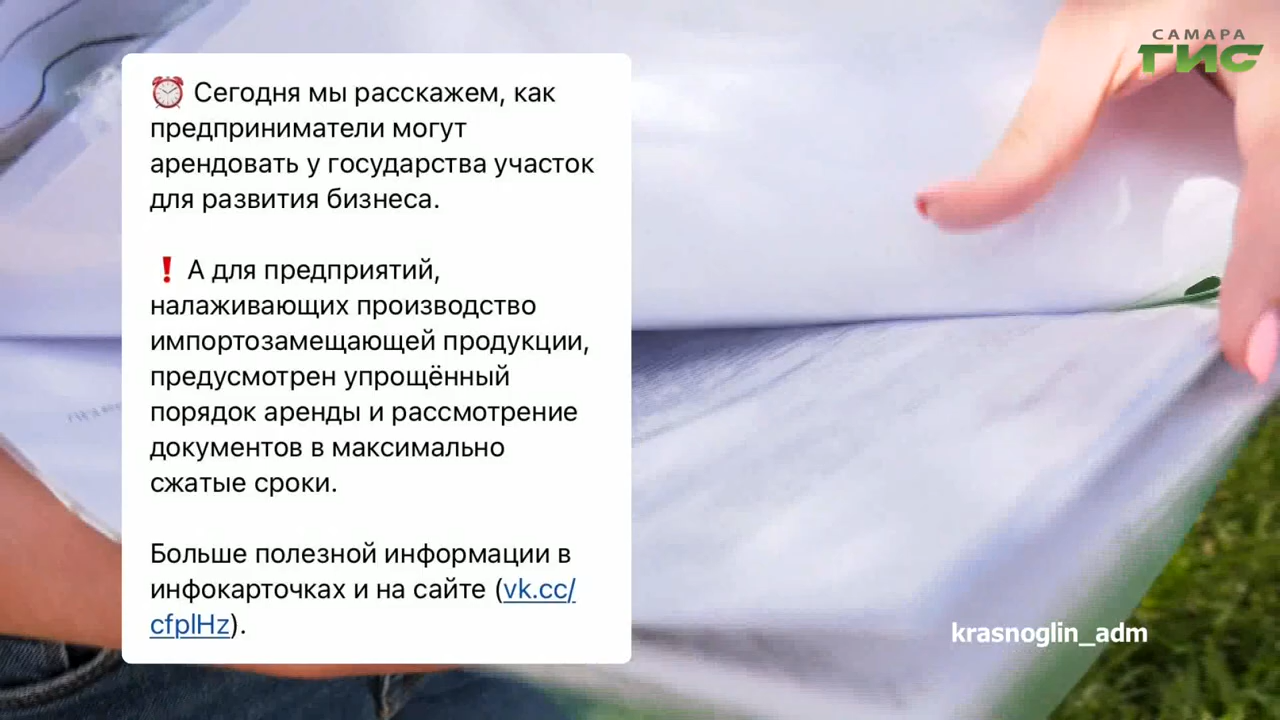 САМАРА
ГИС
⏰ Сегодня мы расскажем, как
предприниматели могут
арендовать у государства участок
для развития бизнеса.
❗ А для предприятий,
налаживающих производство
импортозамещающей продукции,
предусмотрен упрощённый
порядок аренды и рассмотрение
документов в максимально
сжатые сроки.
Больше полезной информации в
инфокарточках и на сайте (vk.cc/
cfplHz).
krasnoglin_adm